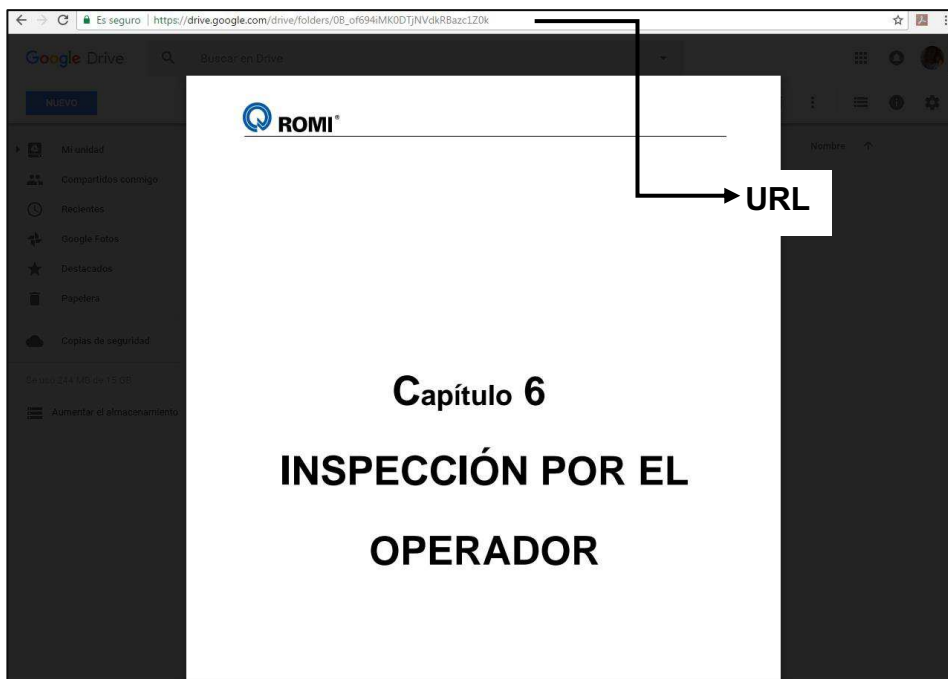 Es seguro | https://drive.google.com/drive/folders/0B_of694iMK0DTjNVdkRBazc1Z0k
Google Drive
Buscar en Drive
NUEVO
ROMI®
Mi unidad
Nombre
Compartidos conmigo
URL
Recientes
Google Fotos
Destacados
Papelera
Copias de seguridad
Capítulo 6
Aumentar el almacenamiento
INSPECCIÓN POR EL
OPERADOR